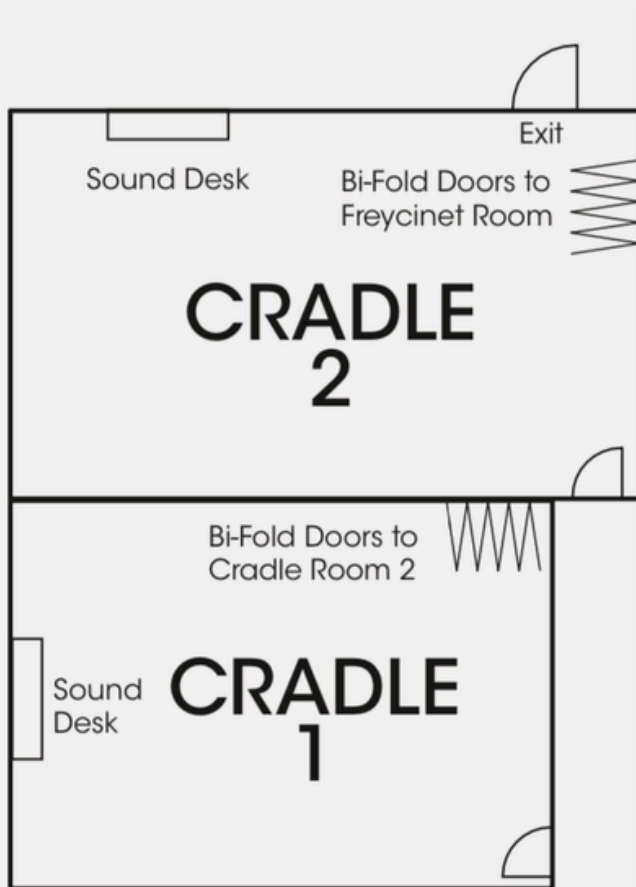 Exit
Sound Desk
Bi-Fold Doors to
Freycinet Room
CRADLE
2
Bi-Fold Doors to
Cradle Room 2
Sound
Desk
CRADLE
1